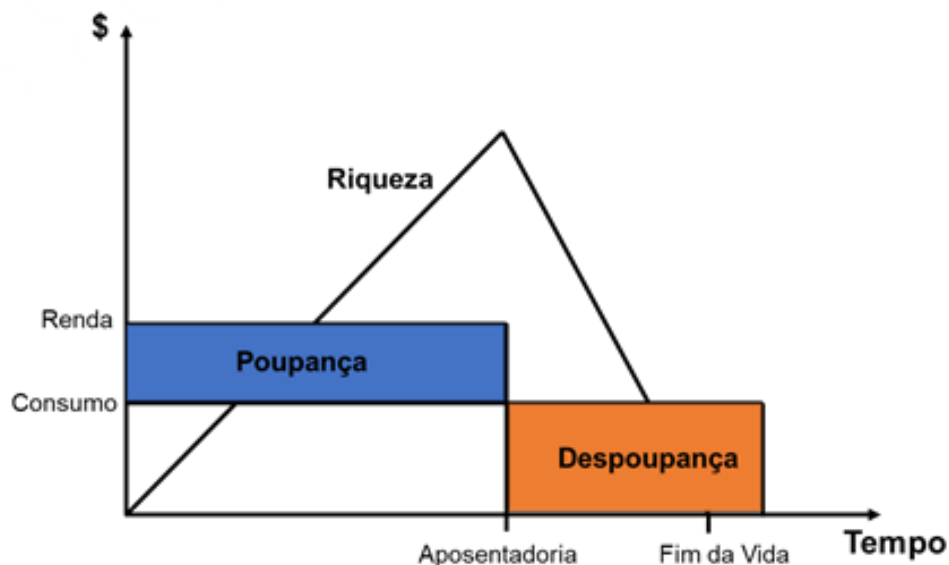 $
Riqueza
Renda
Poupança
Consumo
Despoupança
Aposentadoria
Fim da Vida
Tempo